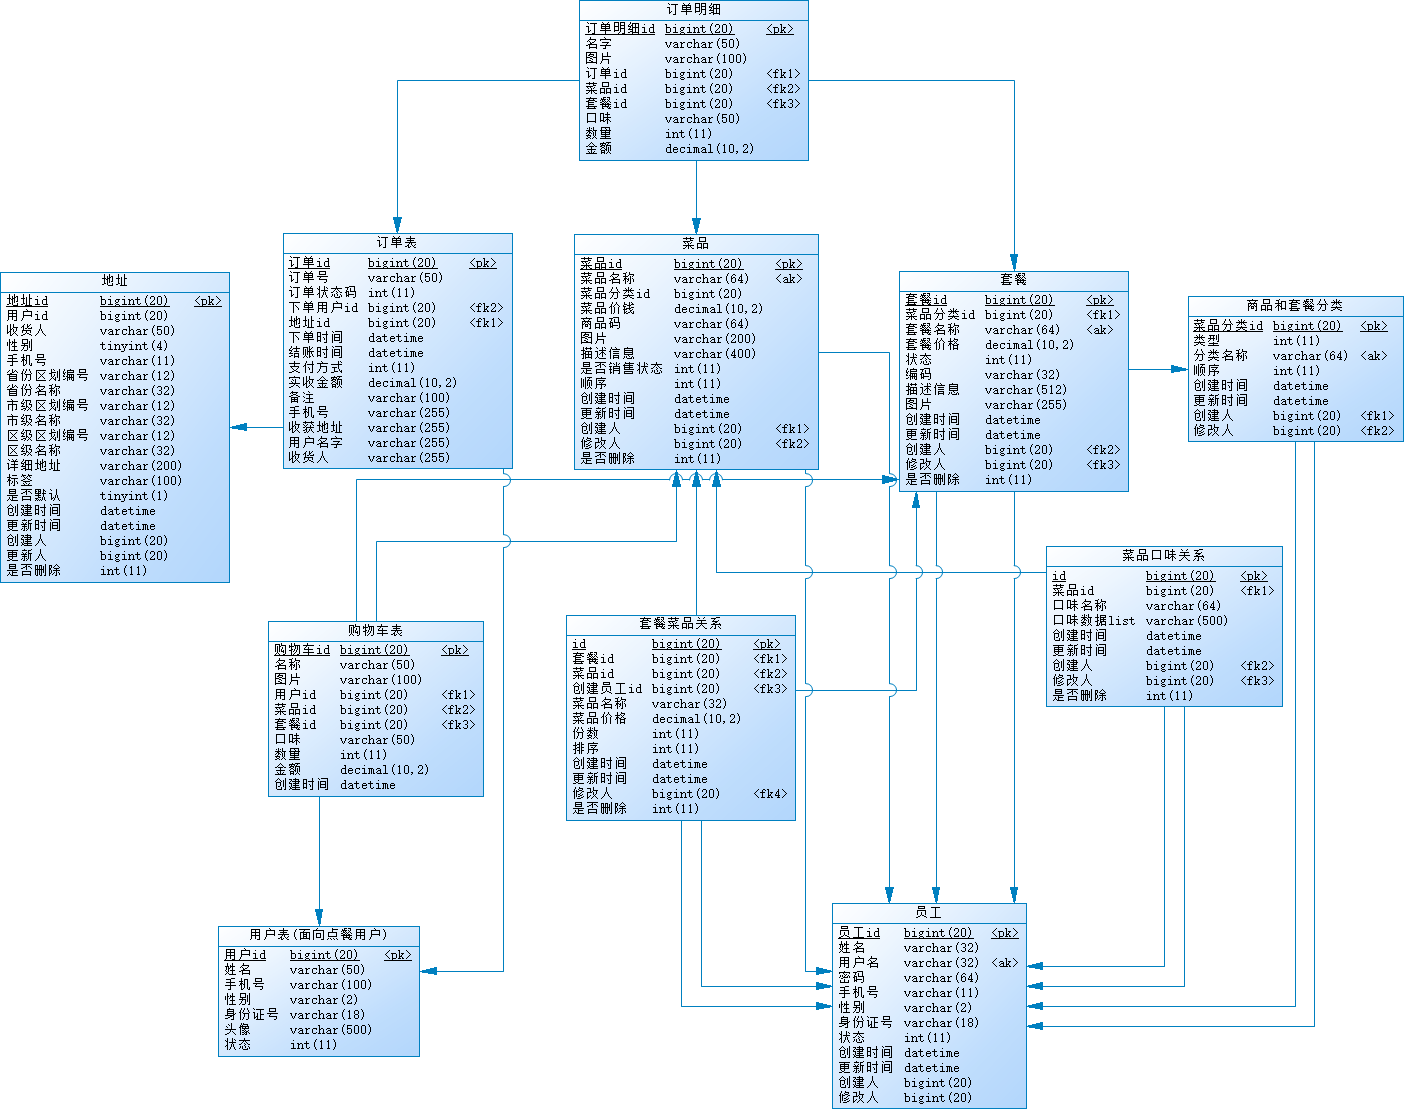 订单明细
订单明细id bigint(20) <pk>
名字 varchar(50)
图片 varchar(100)
订单id bigint(20) <fk1>
菜品id bigint(20) <fk2>
套餐id bigint(20) <fk3>
口味 varchar(50)
数量 int(11)
金额 decimal(10,2)
订单表
订单id bigint(20) <pk>
订单号 varchar(50)
订单状态码 int(11)
下单用户id bigint(20) <fk2>
地址id bigint(20) <fk1>
下单时间 datetime
结账时间 datetime
支付方式 int(11)
实收金额 decimal(10,2)
备注 varchar(100)
手机号 varchar(255)
收获地址 varchar(255)
用户名字 varchar(255)
收货人 varchar(255)
菜品
菜品id bigint(20) <pk>
菜品名称 varchar(64) <ak>
菜品分类id bigint(20)
菜品价钱 decimal(10,2)
商品码 varchar(64)
图片 varchar(200)
描述信息 varchar(400)
是否销售状态 int(11)
顺序 int(11)
创建时间 datetime
更新时间 datetime
创建人 bigint(20) <fk1>
修改人 bigint(20) <fk2>
是否删除 int(11)
地址
地址id bigint(20) <pk>
用户id bigint(20)
收货人 varchar(50)
性别 tinyint(4)
手机号 varchar(11)
省份区划编号 varchar(12)
省份名称 varchar(32)
市级区划编号 varchar(12)
市级名称 varchar(32)
区级区划编号 varchar(12)
区级名称 varchar(32)
详细地址 varchar(200)
标签 varchar(100)
是否默认 tinyint(1)
创建时间 datetime
更新时间 datetime
创建人 bigint(20)
更新人 bigint(20)
是否删除 int(11)
套餐
套餐id bigint(20) <pk>
菜品分类id bigint(20) <fk1>
套餐名称 varchar(64) <ak>
套餐价格 decimal(10,2)
状态 int(11)
编码 varchar(32)
描述信息 varchar(512)
图片 varchar(255)
创建时间 datetime
更新时间 datetime
创建人 bigint(20) <fk2>
修改人 bigint(20) <fk3>
是否删除 int(11)
商品和套餐分类
菜品分类id bigint(20) <pk>
类型 int(11)
分类名称 varchar(64) <ak>
顺序 int(11)
创建时间 datetime
更新时间 datetime
创建人 bigint(20) <fk1>
修改人 bigint(20) <fk2>
菜品口味关系
id bigint(20) <pk>
菜品id bigint(20) <fk1>
口味名称 varchar(64)
口味数据list varchar(500)
创建时间 datetime
更新时间 datetime
创建人 bigint(20) <fk2>
修改人 bigint(20) <fk3>
是否删除 int(11)
购物车表
购物车id bigint(20) <pk>
名称 varchar(50)
图片 varchar(100)
用户id bigint(20) <fk1>
菜品id bigint(20) <fk2>
套餐id bigint(20) <fk3>
口味 varchar(50)
数量 int(11)
金额 decimal(10,2)
创建时间 datetime
套餐菜品关系
id bigint(20) <pk>
套餐id bigint(20) <fk1>
菜品id bigint(20) <fk2>
创建员工id bigint(20) <fk3>
菜品名称 varchar(32)
菜品价格 decimal(10,2)
份数 int(11)
排序 int(11)
创建时间 datetime
更新时间 datetime
修改人 bigint(20) <fk4>
是否删除 int(11)
用户表(面向点餐用户)
用户id bigint(20) <pk>
姓名 varchar(50)
手机号 varchar(100)
性别 varchar(2)
身份证号 varchar(18)
头像 varchar(500)
状态 int(11)
员工
员工id bigint(20) <pk>
姓名 varchar(32)
用户名 varchar(32) <ak>
密码 varchar(64)
手机号 varchar(11)
性别 varchar(2)
身份证号 varchar(18)
状态 int(11)
创建时间 datetime
更新时间 datetime
创建人 bigint(20)
修改人 bigint(20)